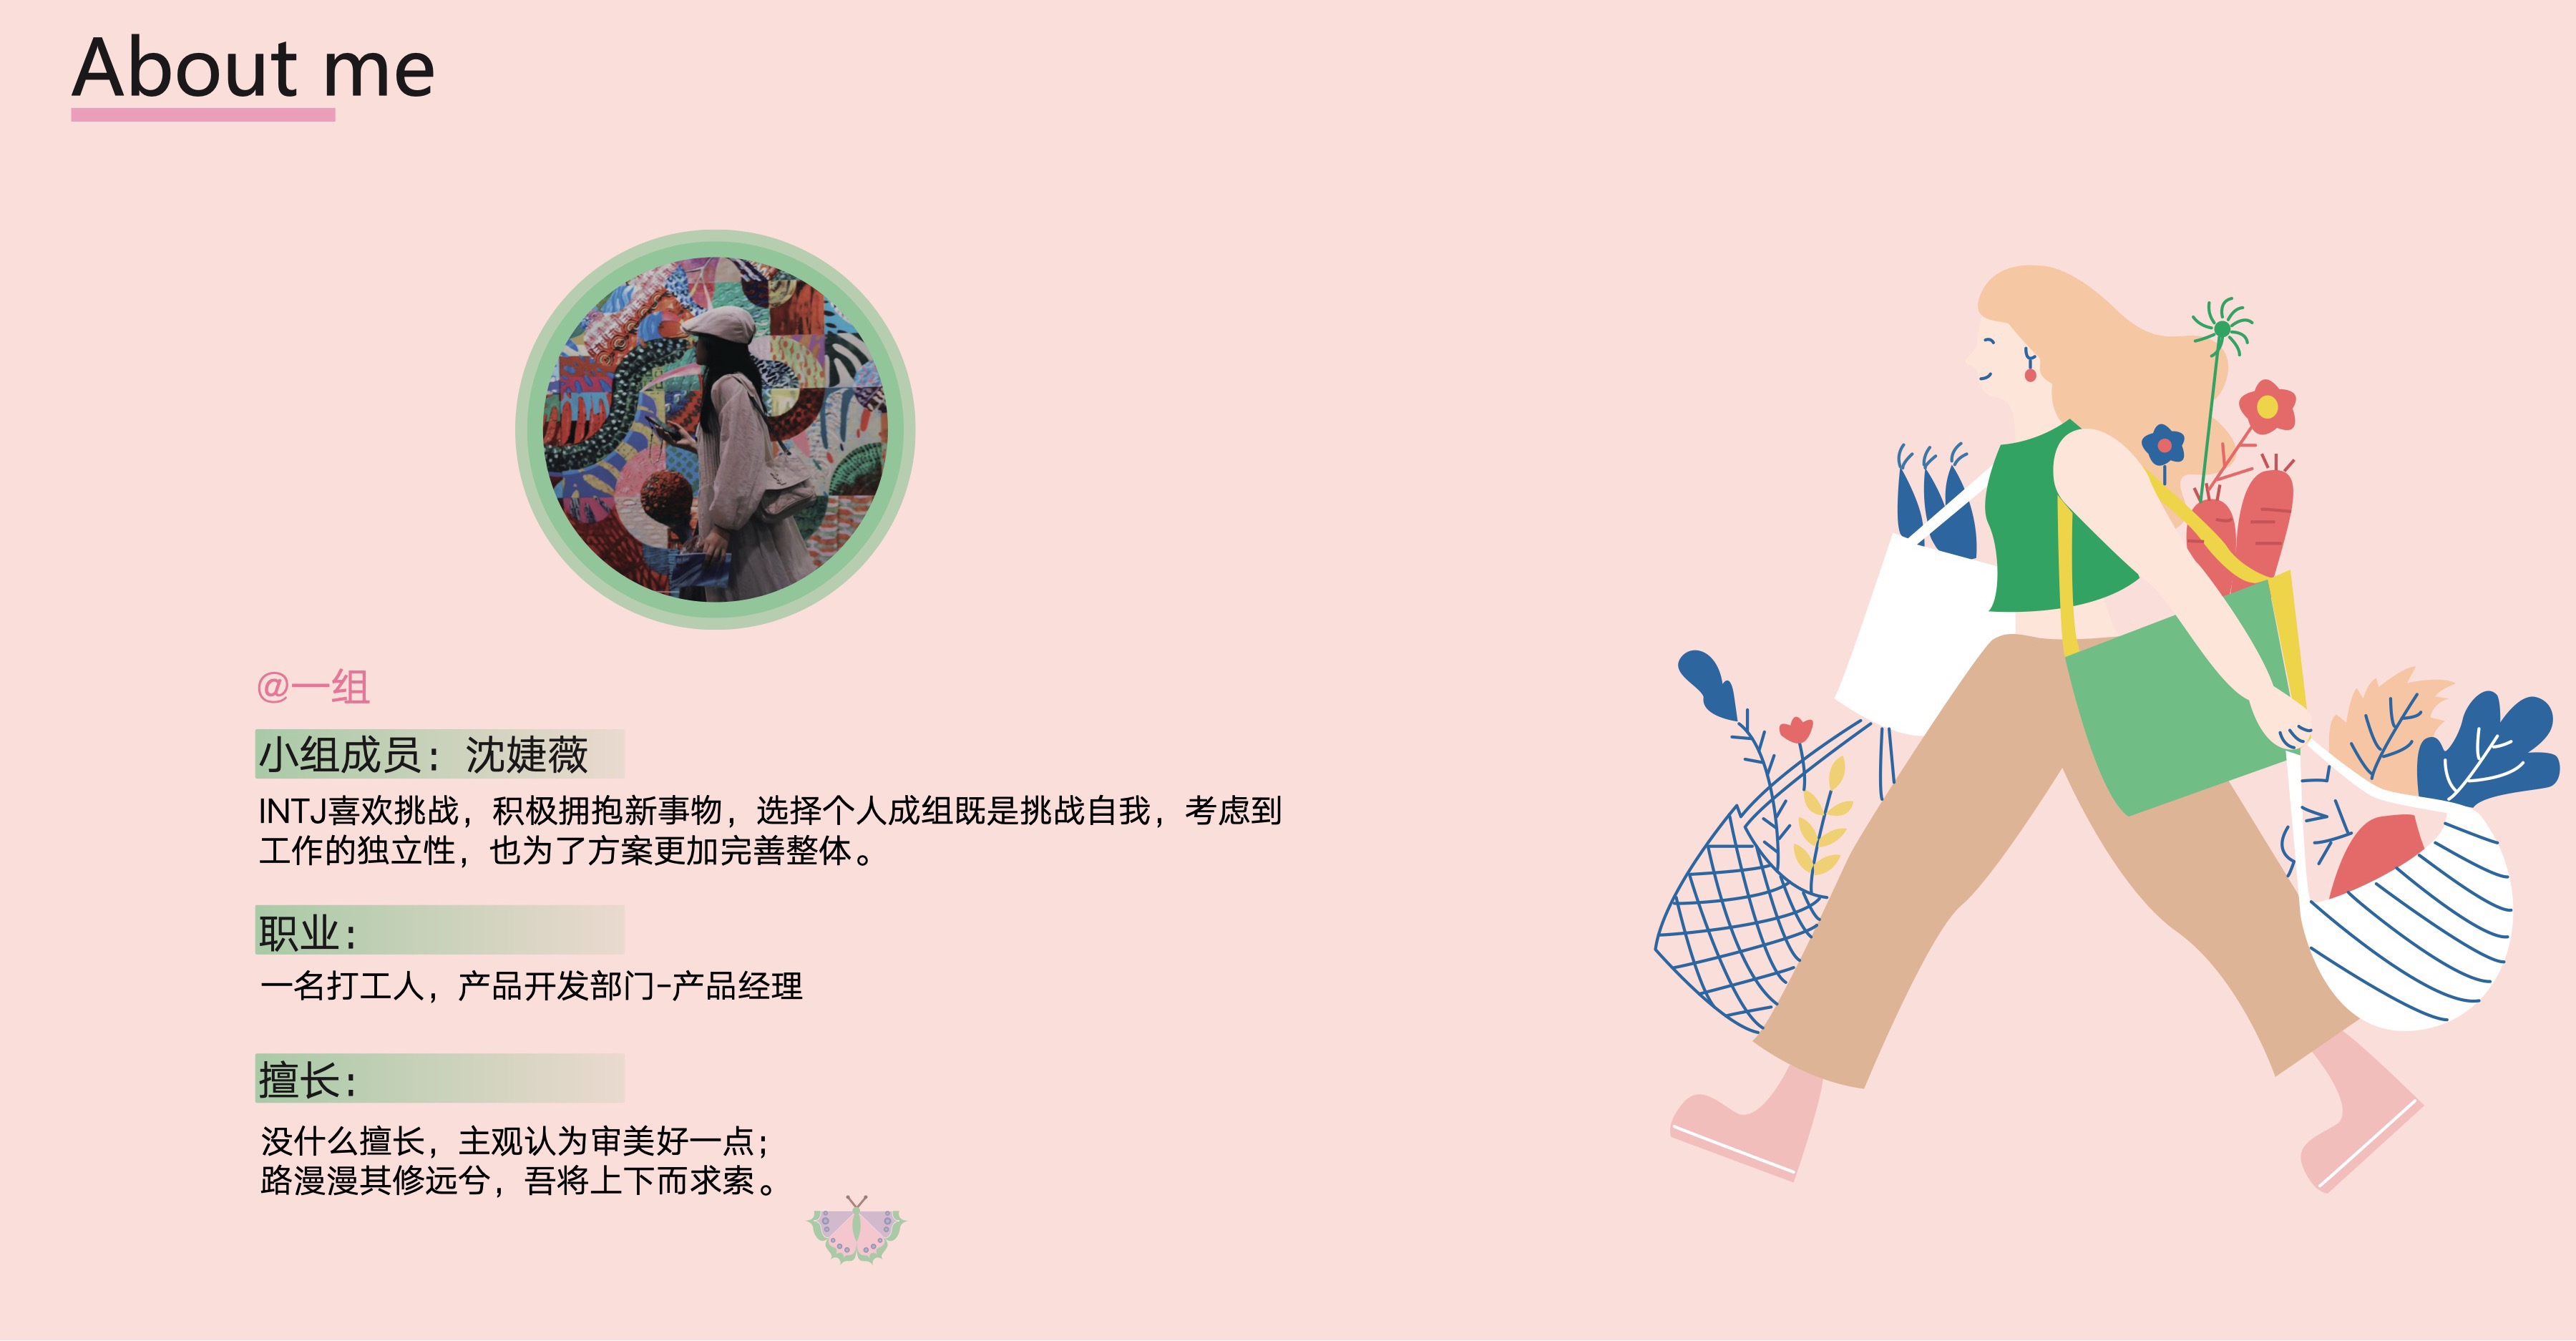 About me
@一组
小组成员：沈婕薇
INTJ喜欢挑战，积极拥抱新事物，选择个人成组既是挑战自我，考虑到
工作的独立性，也为了方案更加完善整体。
职业：
一名打工人，产品开发部门-产品经理
擅长：
没什么擅长，主观认为审美好一点；
路漫漫其修远兮，吾将上下而求索。